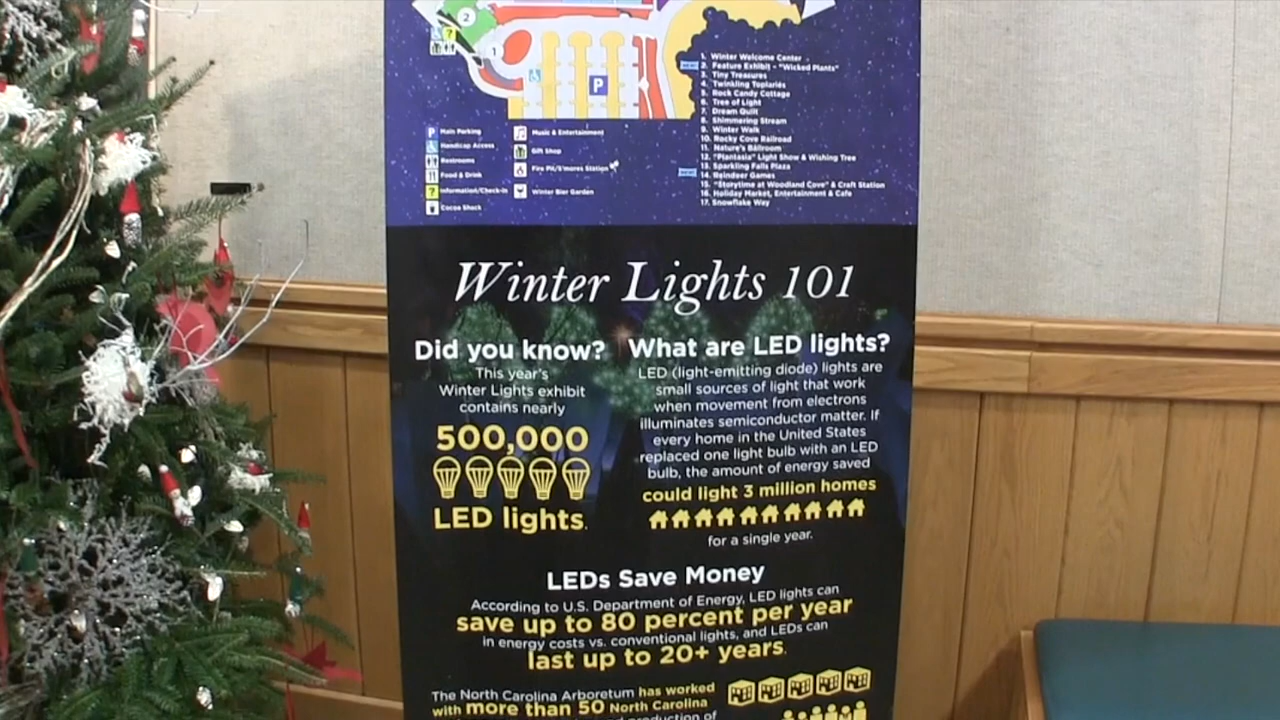 2
1
P
1. Winter Welcome Center
2. Feature Exhibit - "Wicked Plants"
3. Tiny Treasures
4. Twinkling Topiaries
5. Rock Candy Cottage
6. Tree of Light
7. Dream Quilt
8. Shimmering Stream
9. Winter Walk
10. Rocky Cove Railroad
11. Nature's Ballroom
12. "Plantasia" Light Show & Wishing Tree
13. Sparkling Falls Plaza
14. Reindeer Games
15. "Storytime at Woodland Cove" & Craft Station
16. Holiday Market, Entertainment & Cafe
17. Snowflake Way
P Main Parking
Handicap Access
Restrooms
Food & Drink
? Information/Check-In
Cocoa Shack
Music & Entertainment
Gift Shop
Fire Pit/S'mores Station
Winter Bier Garden
Winter Lights 101
Did you know?
This year's
Winter Lights exhibit
contains nearly
500,000
LED lights.
What are LED lights?
LED (light-emitting diode) lights are
small sources of light that work
when movement from electrons
illuminates semiconductor matter. If
every home in the United States
replaced one light bulb with an LED
bulb, the amount of energy saved
could light 3 million homes
for a single year.
LEDs Save Money
According to U.S. Department of Energy, LED lights can
save up to 80 percent per year
in energy costs vs. conventional lights, and LEDs can
last up to 20+ years.
The North Carolina Arboretum has worked
with more than 50 North Carolina
production of